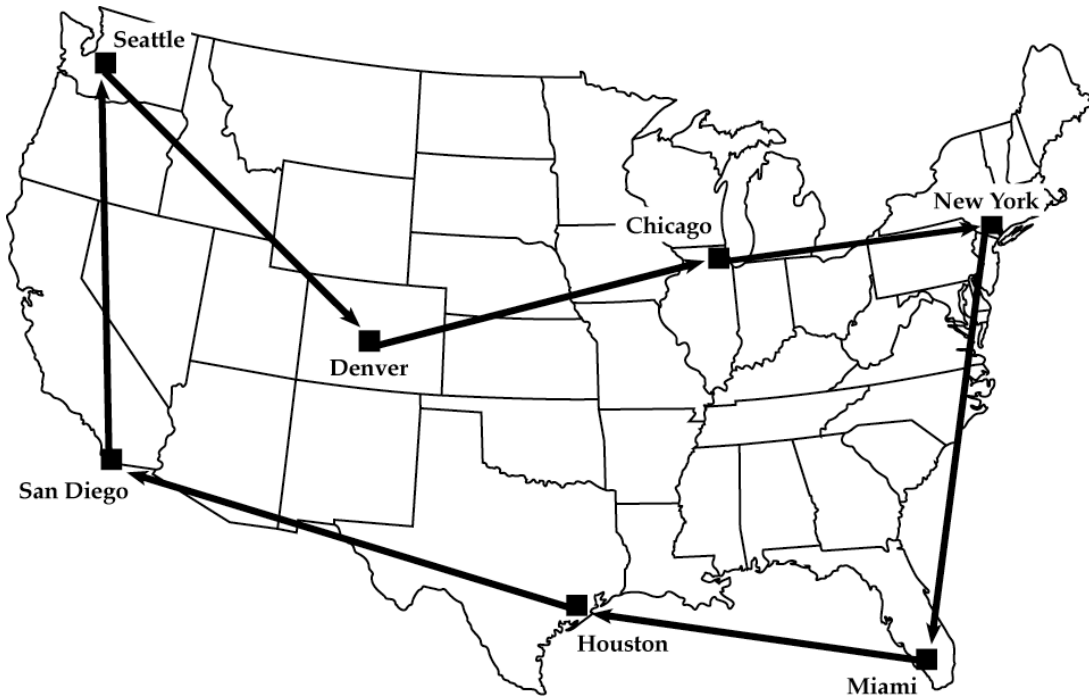 Seattle
New York
Chicago
Denver
San Diego
Houston
Miami